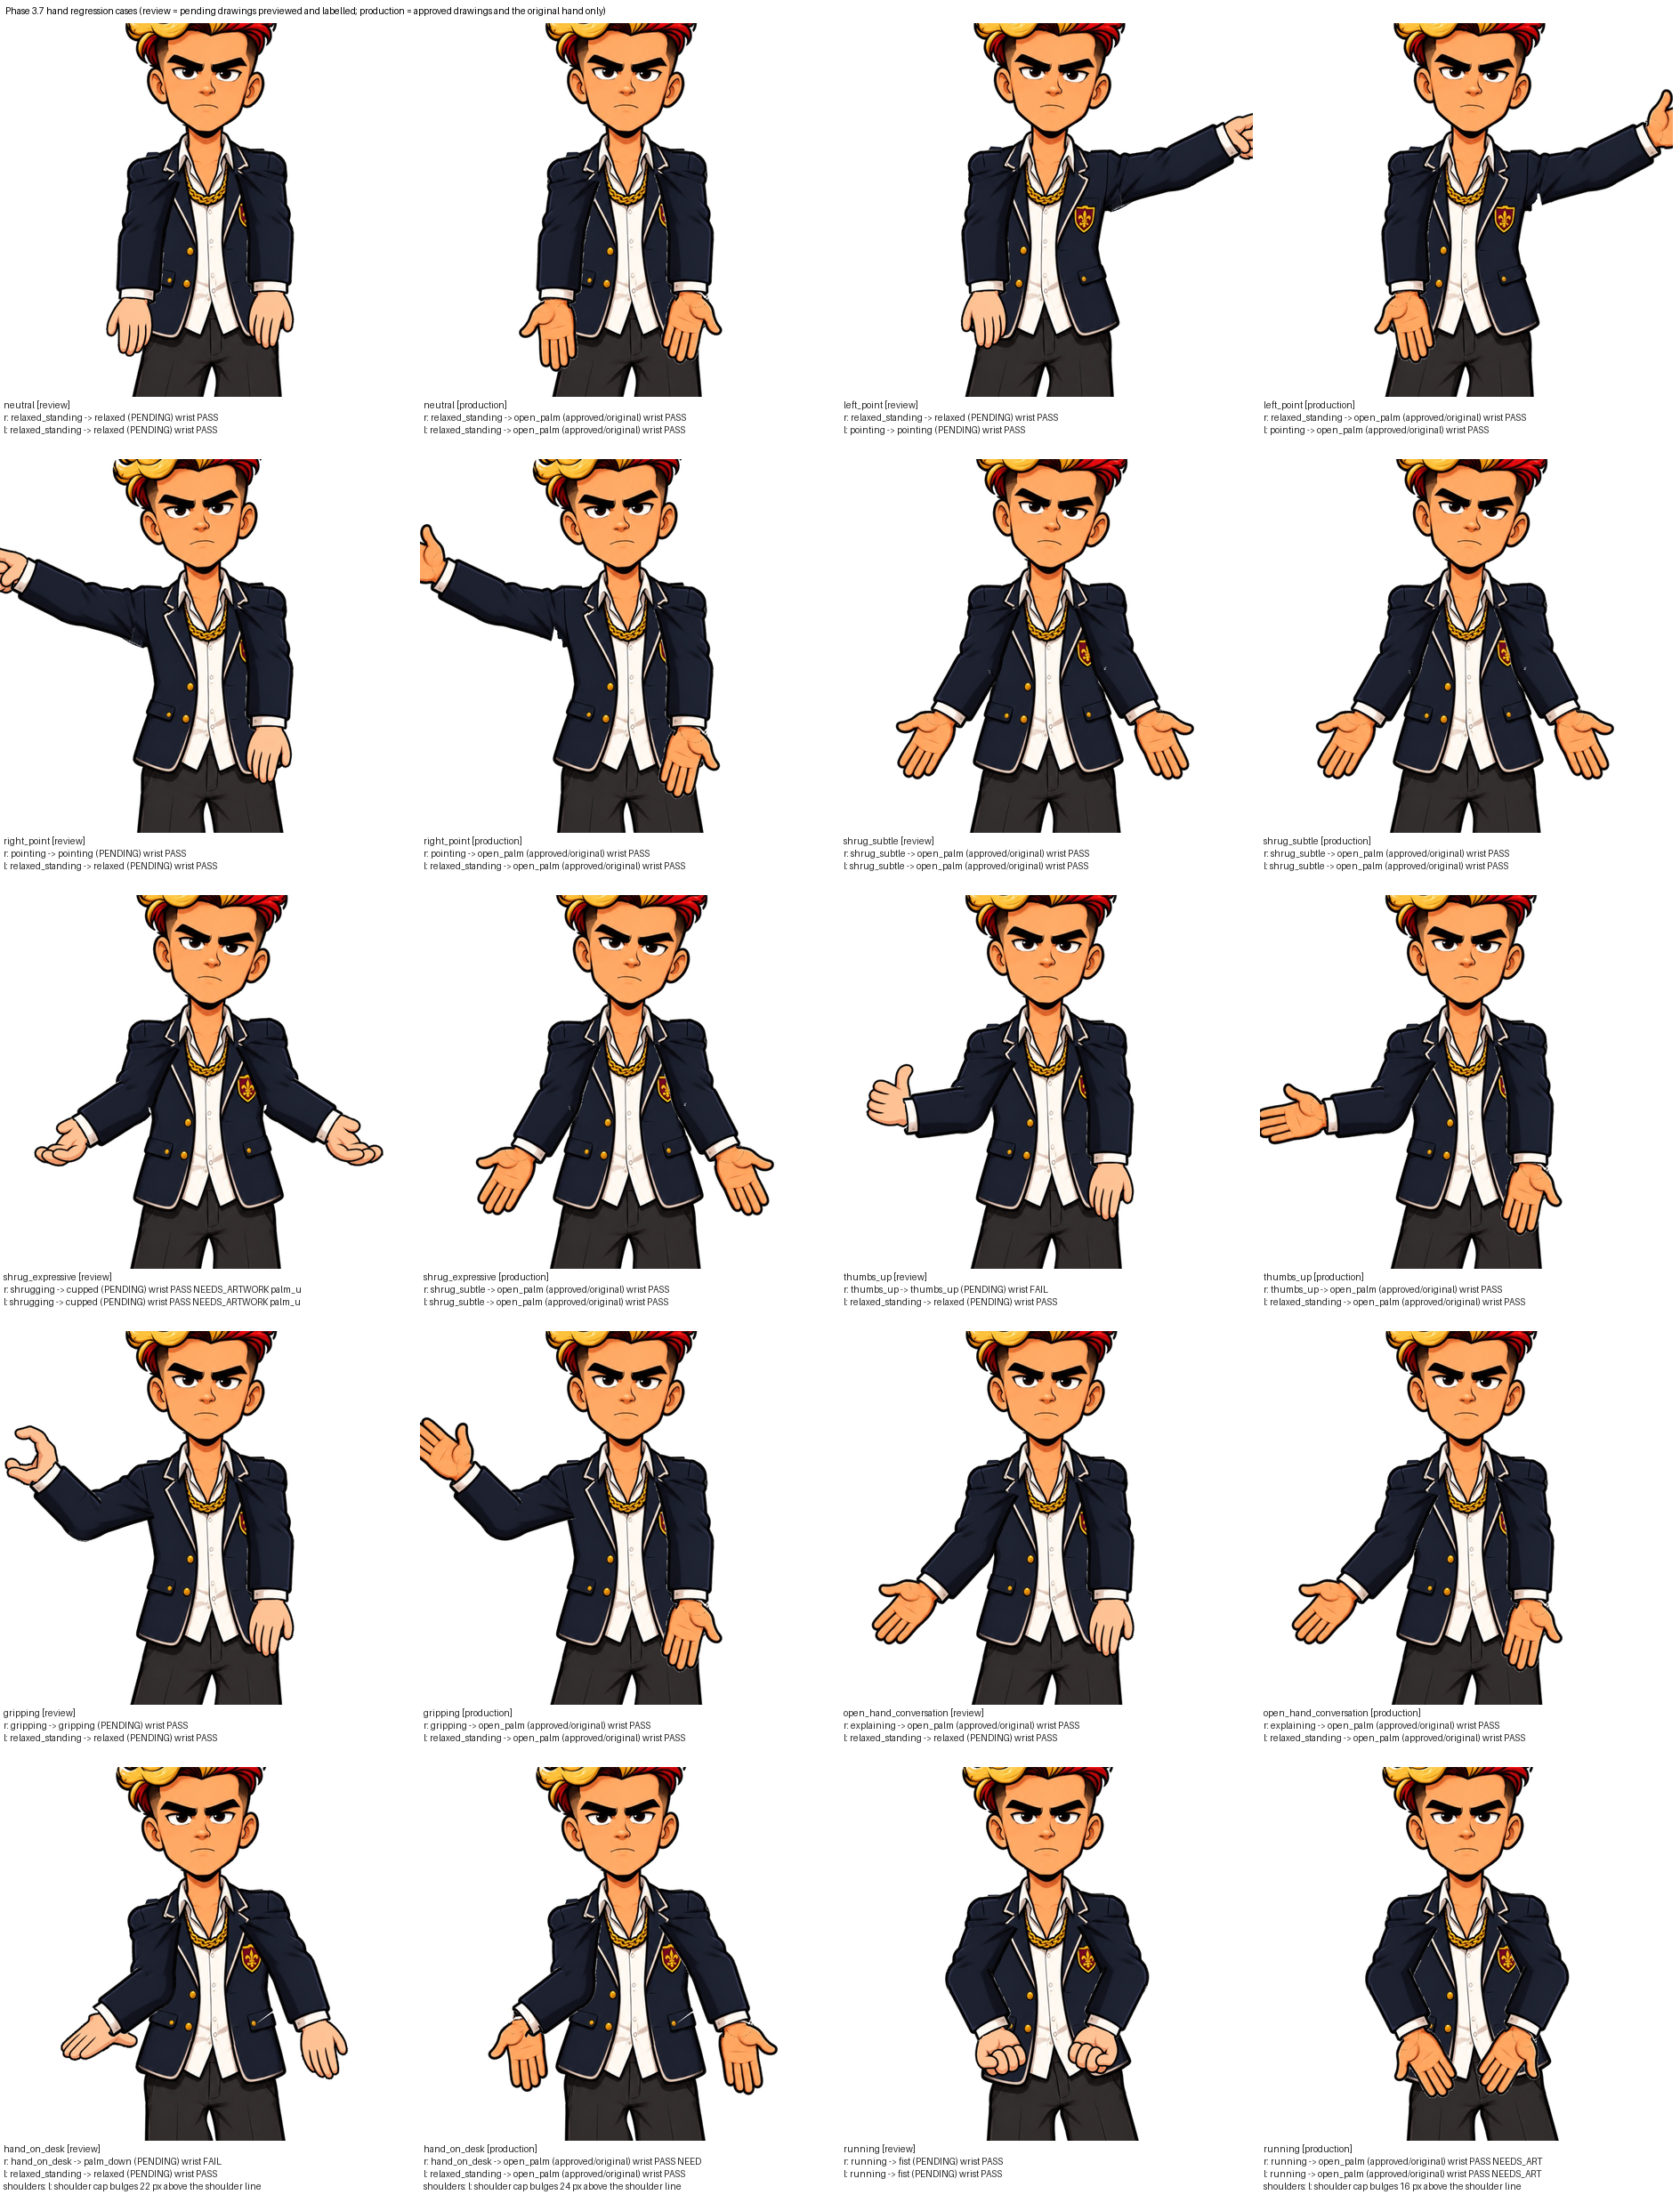 Phase 3.7 hand regression cases (review = pending drawings previewed and labelled; production = approved drawings and the original hand only)
neutral [review]
r: relaxed_standing -> relaxed (PENDING) wrist PASS
l: relaxed_standing -> relaxed (PENDING) wrist PASS
neutral [production]
r: relaxed_standing -> open_palm (approved/original) wrist PASS
l: relaxed_standing -> open_palm (approved/original) wrist PASS
left_point [review]
r: relaxed_standing -> relaxed (PENDING) wrist PASS
l: pointing -> pointing (PENDING) wrist PASS
left_point [production]
r: relaxed_standing -> open_palm (approved/original) wrist PASS
l: pointing -> open_palm (approved/original) wrist PASS
right_point [review]
r: pointing -> pointing (PENDING) wrist PASS
l: relaxed_standing -> relaxed (PENDING) wrist PASS
right_point [production]
r: pointing -> open_palm (approved/original) wrist PASS
l: relaxed_standing -> open_palm (approved/original) wrist PASS
shrug_subtle [review]
r: shrug_subtle -> open_palm (approved/original) wrist PASS
l: shrug_subtle -> open_palm (approved/original) wrist PASS
shrug_subtle [production]
r: shrug_subtle -> open_palm (approved/original) wrist PASS
l: shrug_subtle -> open_palm (approved/original) wrist PASS
shrug_expressive [review]
r: shrugging -> cupped (PENDING) wrist PASS NEEDS_ARTWORK palm_u
l: shrugging -> cupped (PENDING) wrist PASS NEEDS_ARTWORK palm_u
shrug_expressive [production]
r: shrug_subtle -> open_palm (approved/original) wrist PASS
l: shrug_subtle -> open_palm (approved/original) wrist PASS
thumbs_up [review]
r: thumbs_up -> thumbs_up (PENDING) wrist FAIL
l: relaxed_standing -> relaxed (PENDING) wrist PASS
thumbs_up [production]
r: thumbs_up -> open_palm (approved/original) wrist PASS
l: relaxed_standing -> open_palm (approved/original) wrist PASS
gripping [review]
r: gripping -> gripping (PENDING) wrist PASS
l: relaxed_standing -> relaxed (PENDING) wrist PASS
gripping [production]
r: gripping -> open_palm (approved/original) wrist PASS
l: relaxed_standing -> open_palm (approved/original) wrist PASS
open_hand_conversation [review]
r: explaining -> open_palm (approved/original) wrist PASS
l: relaxed_standing -> relaxed (PENDING) wrist PASS
open_hand_conversation [production]
r: explaining -> open_palm (approved/original) wrist PASS
l: relaxed_standing -> open_palm (approved/original) wrist PASS
hand_on_desk [review]
r: hand_on_desk -> palm_down (PENDING) wrist FAIL
l: relaxed_standing -> relaxed (PENDING) wrist PASS
shoulders: l: shoulder cap bulges 22 px above the shoulder line
hand_on_desk [production]
r: hand_on_desk -> open_palm (approved/original) wrist PASS NEED
l: relaxed_standing -> open_palm (approved/original) wrist PASS
shoulders: l: shoulder cap bulges 24 px above the shoulder line
running [review]
r: running -> fist (PENDING) wrist PASS
l: running -> fist (PENDING) wrist PASS
running [production]
r: running -> open_palm (approved/original) wrist PASS NEEDS_ART
l: running -> open_palm (approved/original) wrist PASS NEEDS_ART
shoulders: l: shoulder cap bulges 16 px above the shoulder line